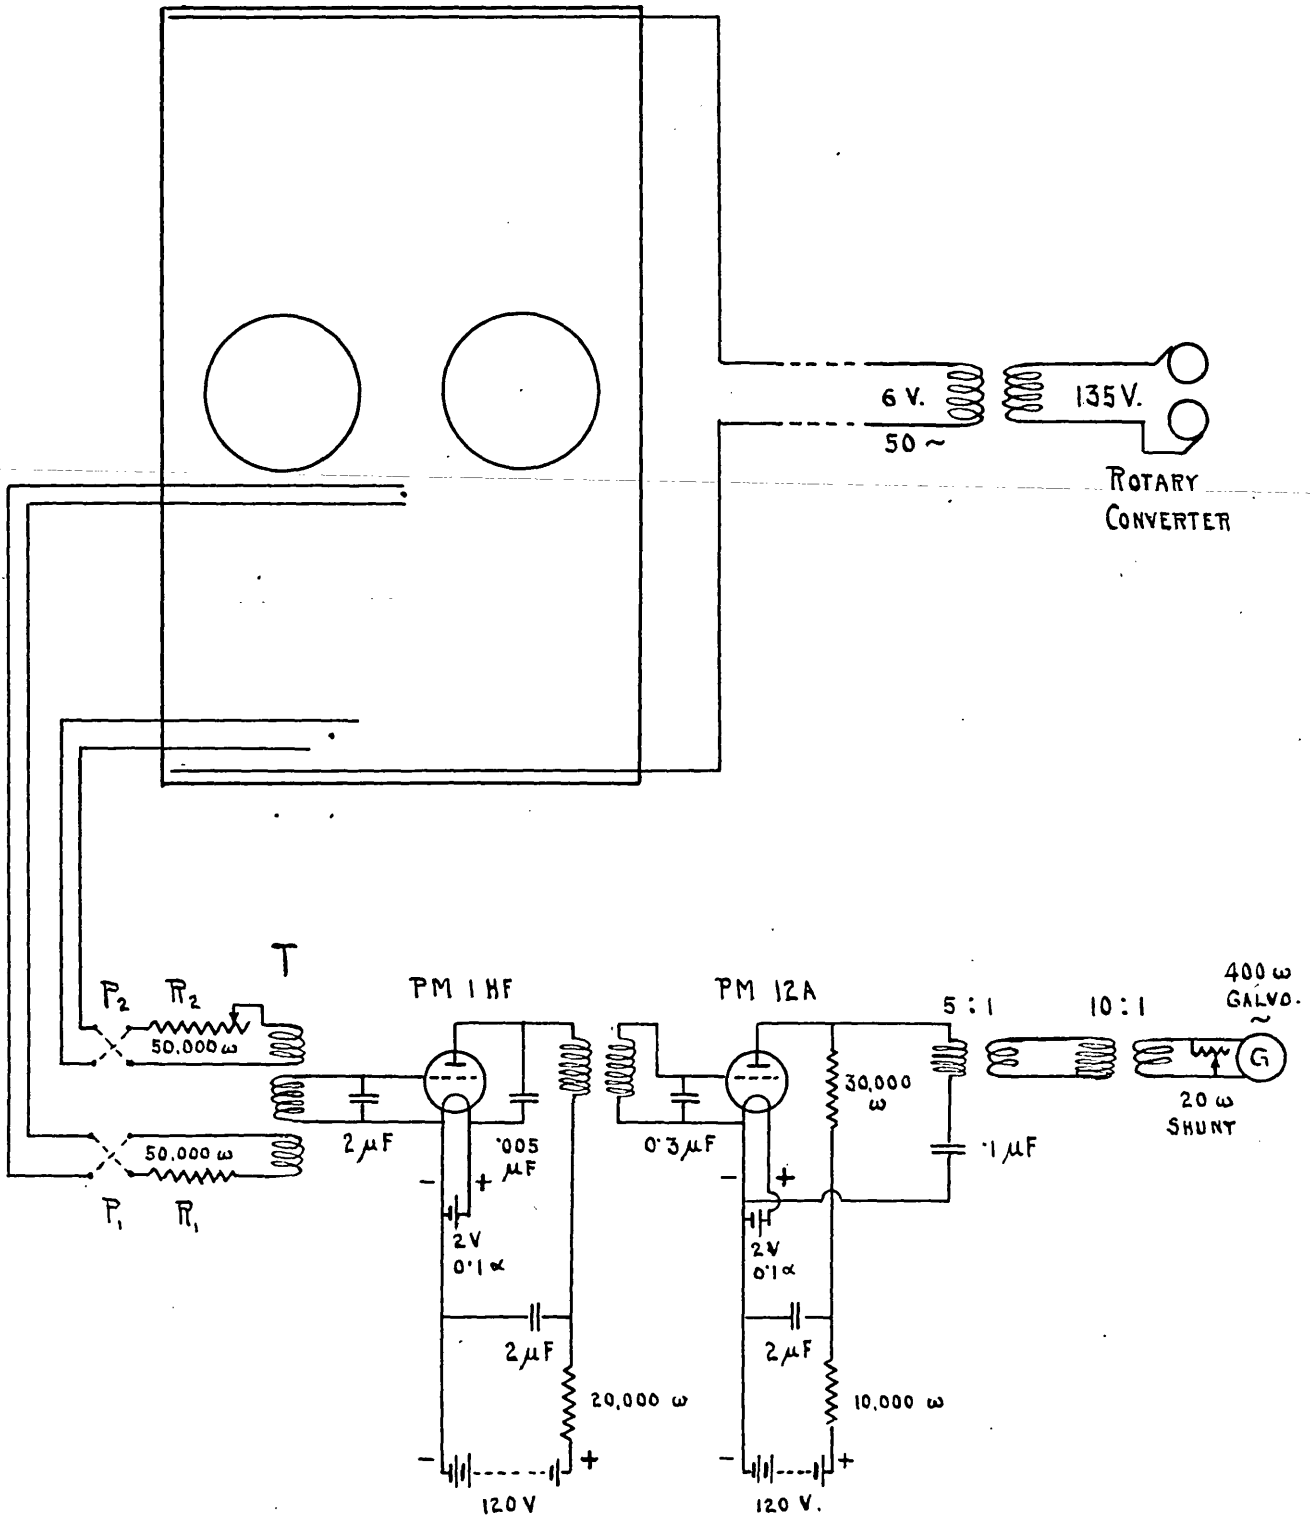 6 V.
135 V.
50 ~
ROTARY
CONVERTER
T
P₂
R₂
50,000 ω
50,000 ω
P₁
R₁
PM 1 HF
2 μF
.005
μF
- +
2V
0·1 α
2 μF
20,000 ω
- +
120 V
PM 12A
0·3 μF
30,000
ω
·1 μF
- +
2V
0·1 α
2 μF
10,000 ω
- +
120 V.
5 : 1
10 : 1
400 ω
GALVO.
~
G
20 ω
SHUNT